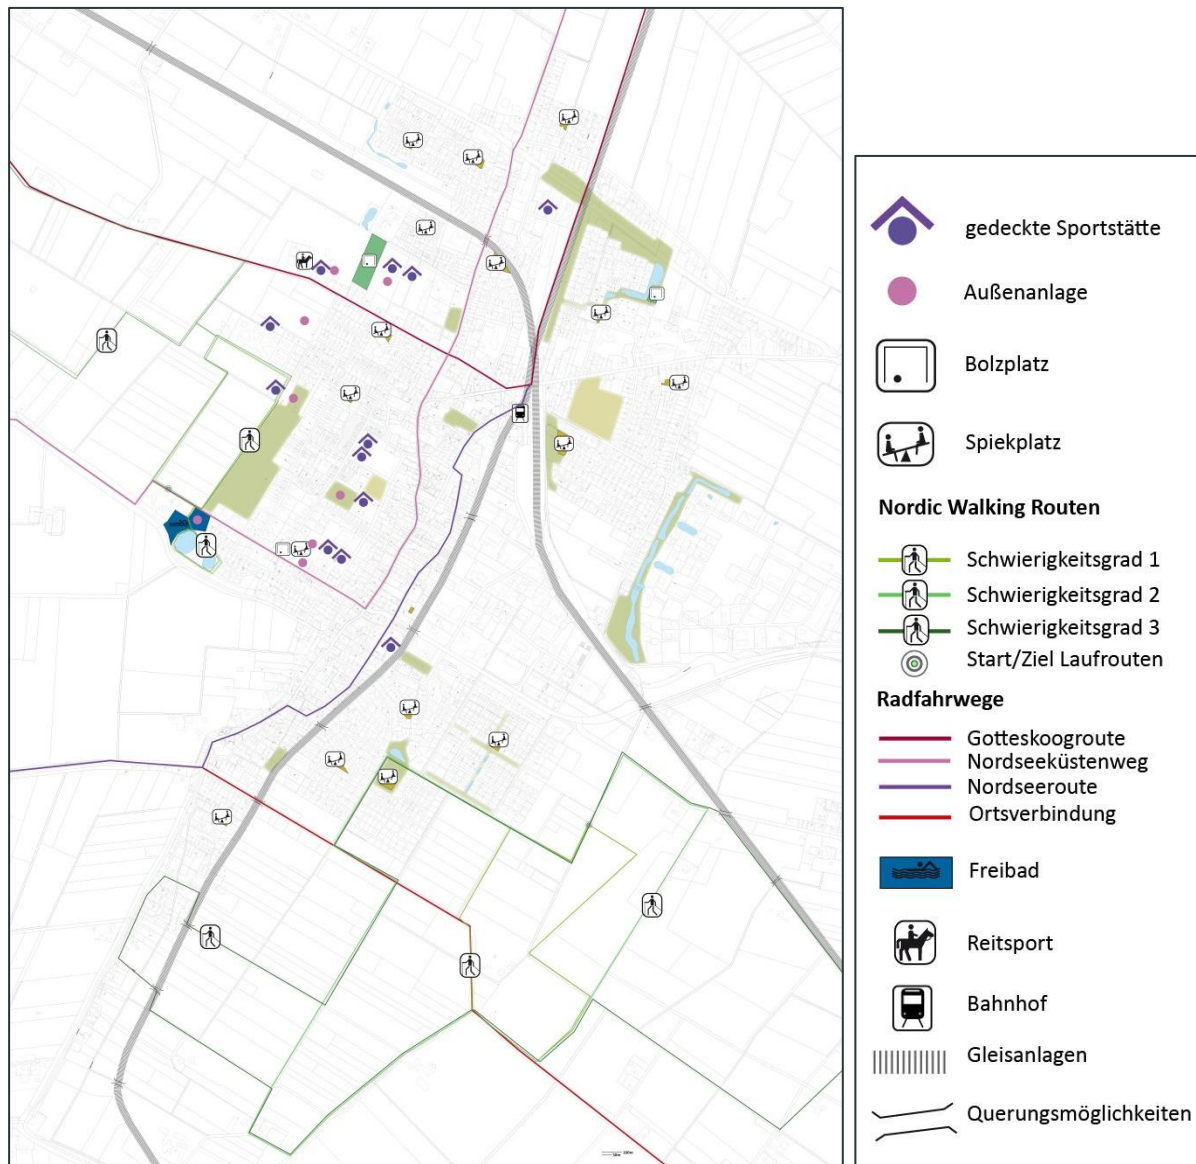 gedeckte Sportstätte
Außenanlage
Bolzplatz
Spiekplatz
Nordic Walking Routen
Schwierigkeitsgrad 1
Schwierigkeitsgrad 2
Schwierigkeitsgrad 3
Start/Ziel Laufrouten
Radfahrwege
Gotteskoogroute
Nordseeküstenweg
Nordseeroute
Ortsverbindung
Freibad
Reitsport
Bahnhof
Gleisanlagen
Querungsmöglichkeiten